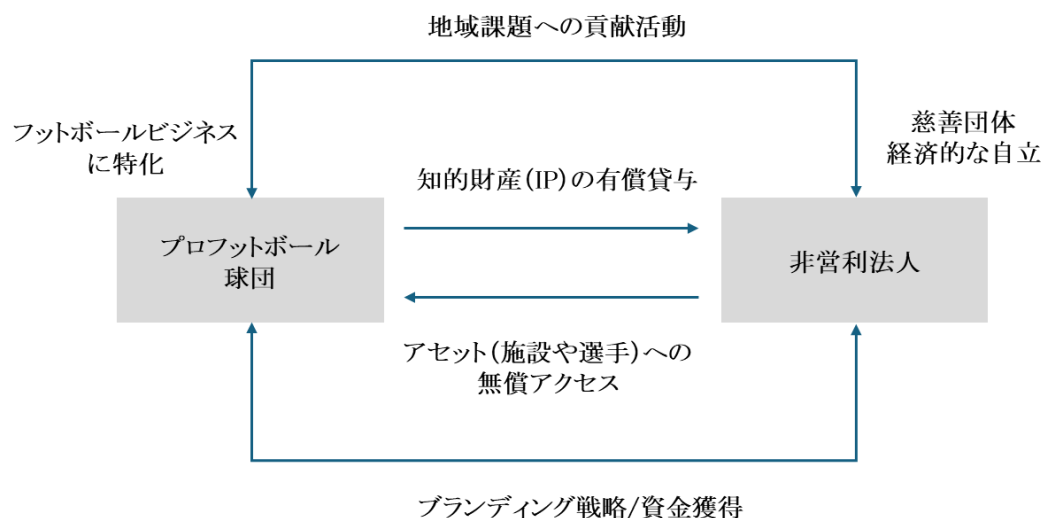 地域課題への貢献活動
フットボールビジネス
に特化
慈善団体
経済的な自立
知的財産(IP)の有償貸与
プロフットボール
球団
非営利法人
アセット(施設や選手)への
無償アクセス
ブランディング戦略/資金獲得